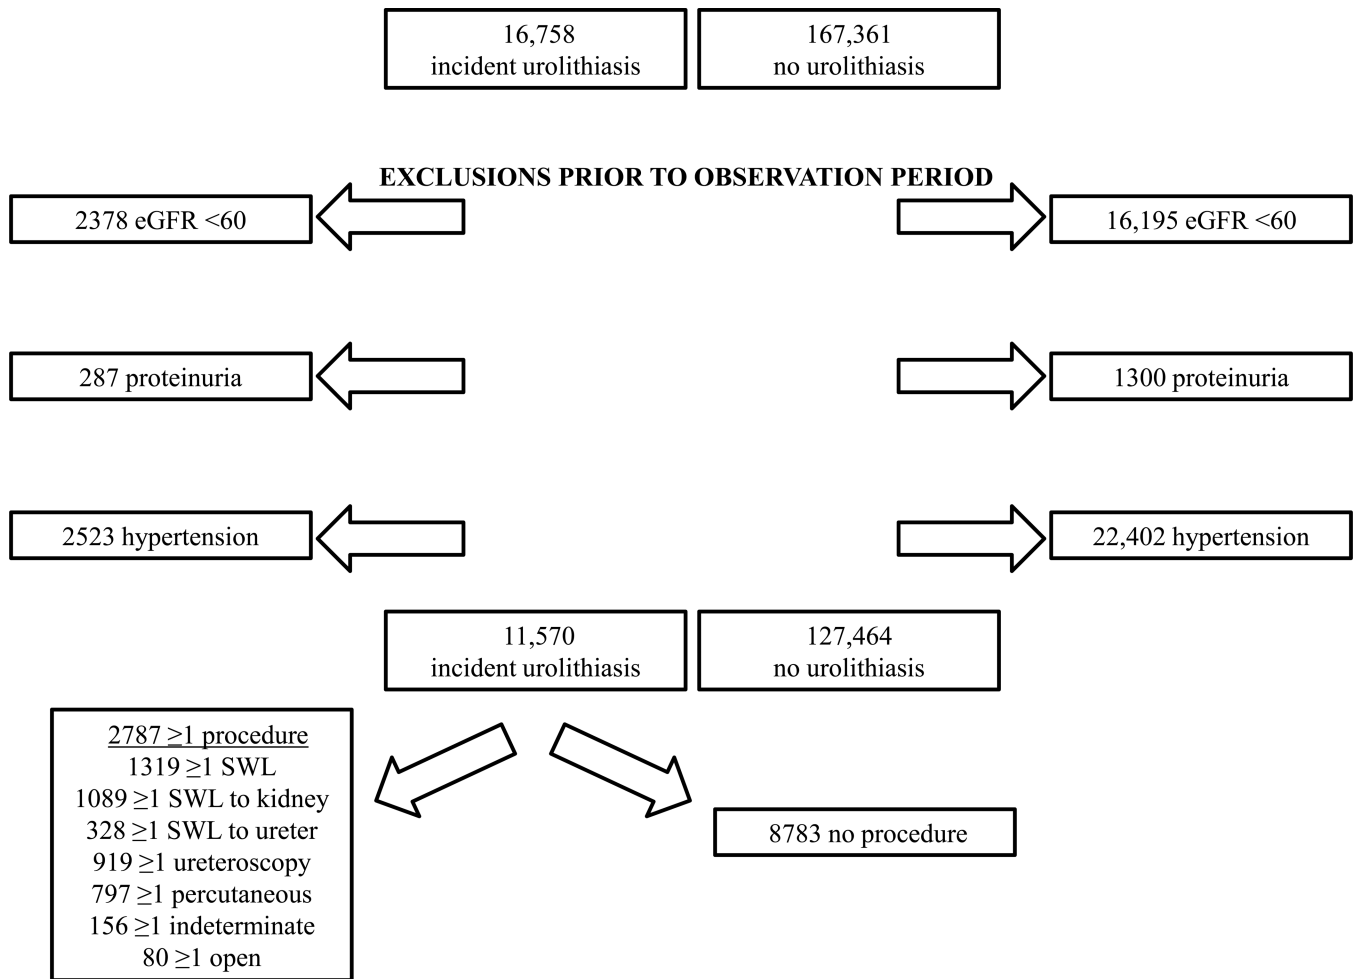 16,758
incident urolithiasis
167,361
no urolithiasis
EXCLUSIONS PRIOR TO OBSERVATION PERIOD
2378 eGFR <60
16,195 eGFR <60
287 proteinuria
1300 proteinuria
2523 hypertension
22,402 hypertension
11,570
incident urolithiasis
127,464
no urolithiasis
2787 ≥1 procedure
1319 ≥1 SWL
1089 ≥1 SWL to kidney
328 ≥1 SWL to ureter
919 ≥1 ureteroscopy
797 ≥1 percutaneous
156 ≥1 indeterminate
80 ≥1 open
8783 no procedure